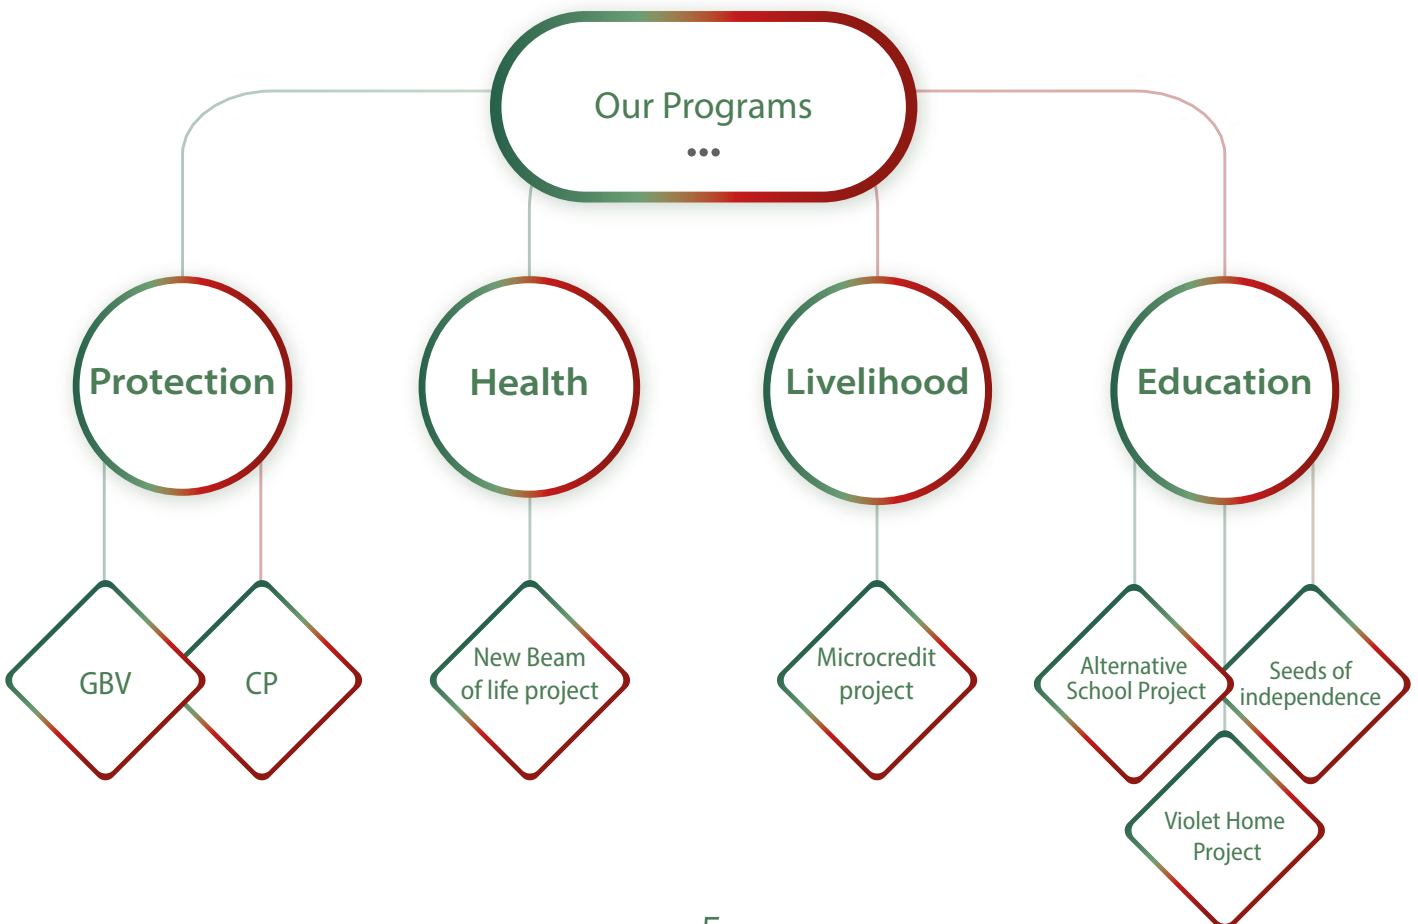 Our Programs
•••
Protection
Health
Livelihood
Education
GBV
CP
New Beam
of life project
Microcredit
project
Alternative
School Project
Seeds of
independence
Violet Home
Project
5